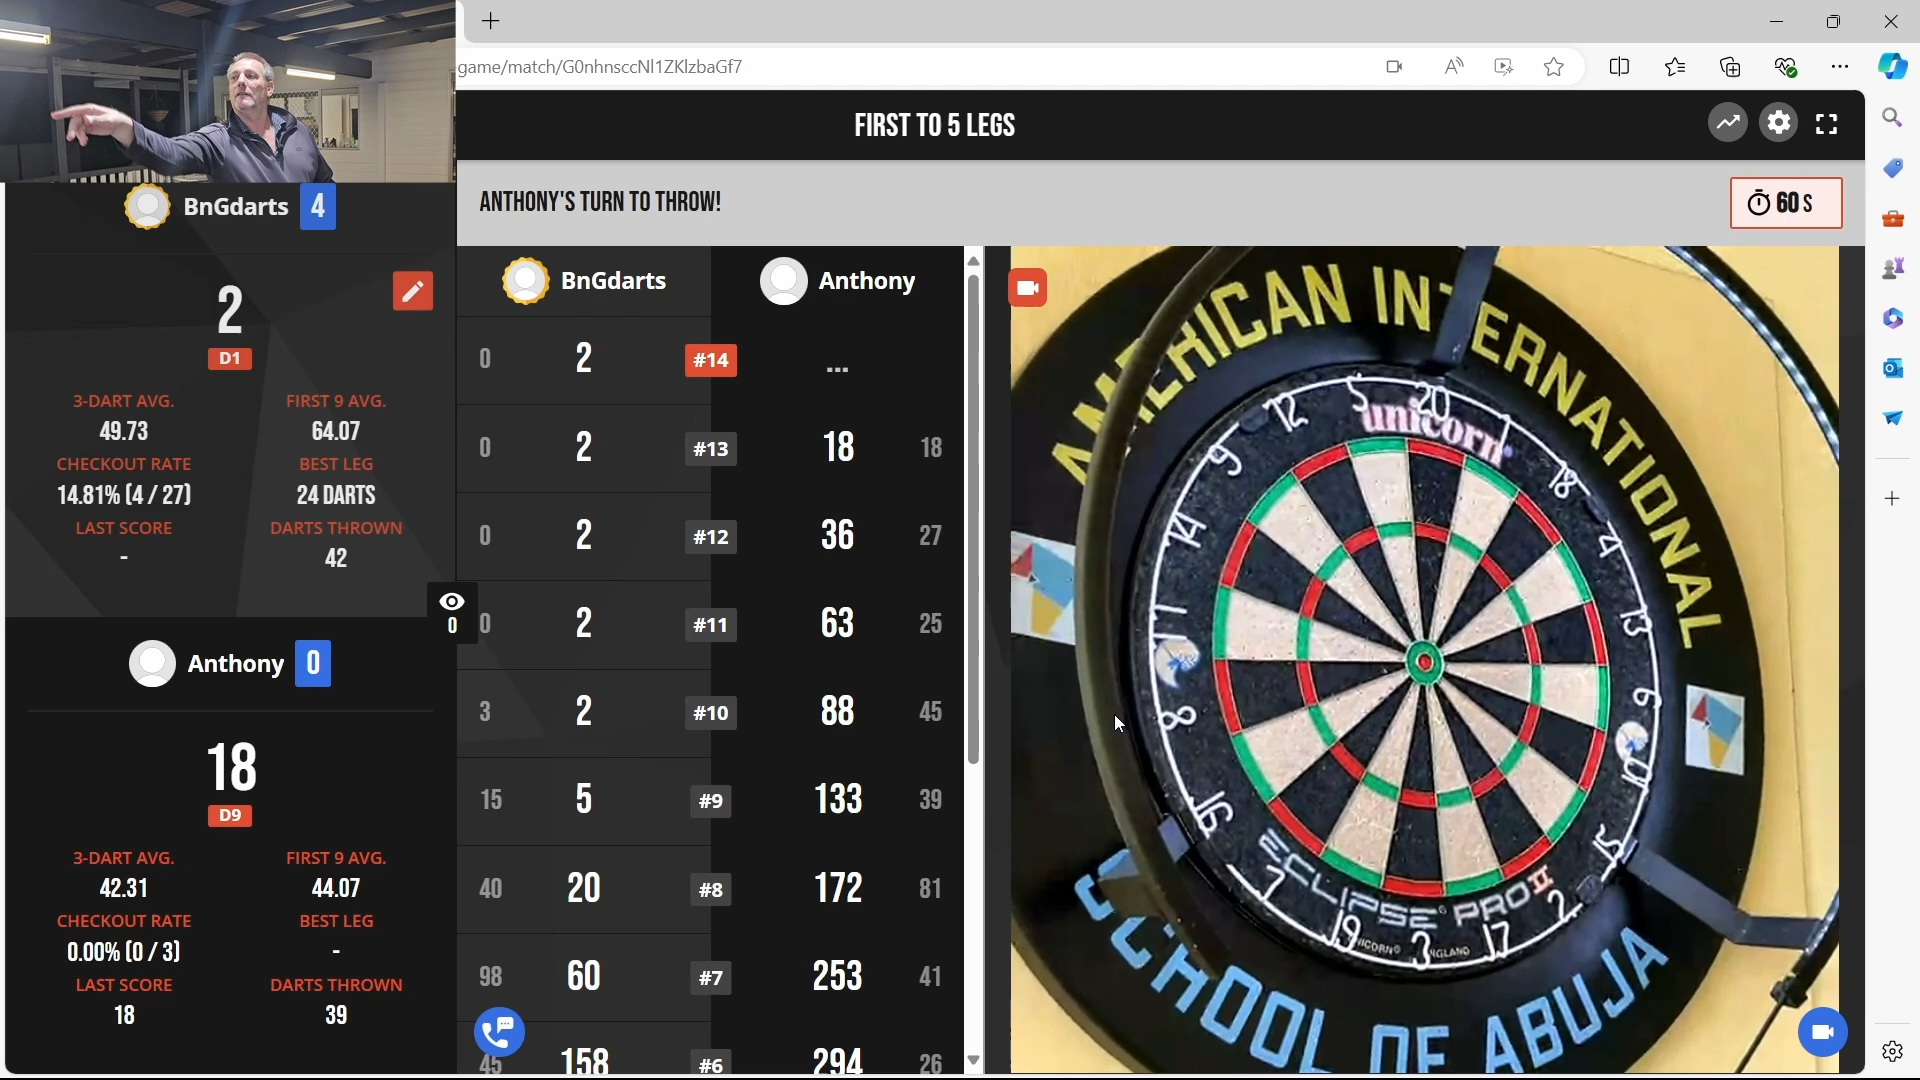 game/match/G0nhnsccNl1ZKlzbaGf7
FIRST TO 5 LEGS
ANTHONY'S TURN TO THROW!
60 S
BnGdarts 4
2
D1
3-DART AVG. FIRST 9 AVG.
49.73 64.07
CHECKOUT RATE BEST LEG
14.81% (4 / 27) 24 DARTS
LAST SCORE DARTS THROWN
- 42
0
Anthony 0
18
D9
3-DART AVG. FIRST 9 AVG.
42.31 44.07
CHECKOUT RATE BEST LEG
0.00% (0 / 3) -
LAST SCORE DARTS THROWN
18 39
BnGdarts Anthony
0 2 #14 ...
0 2 #13 18 18
0 2 #12 36 27
0 2 #11 63 25
3 2 #10 88 45
15 5 #9 133 39
40 20 #8 172 81
98 60 #7 253 41
45 158 #6 294 26
AMERICAN INTERNATIONAL
unicorn
20
1
18
4
13
6
10
15
2
17
3
19
7
16
8
11
14
9
12
5
ECLIPSE PRO II
UNICORN® ENGLAND
SCHOOL OF ABUJA